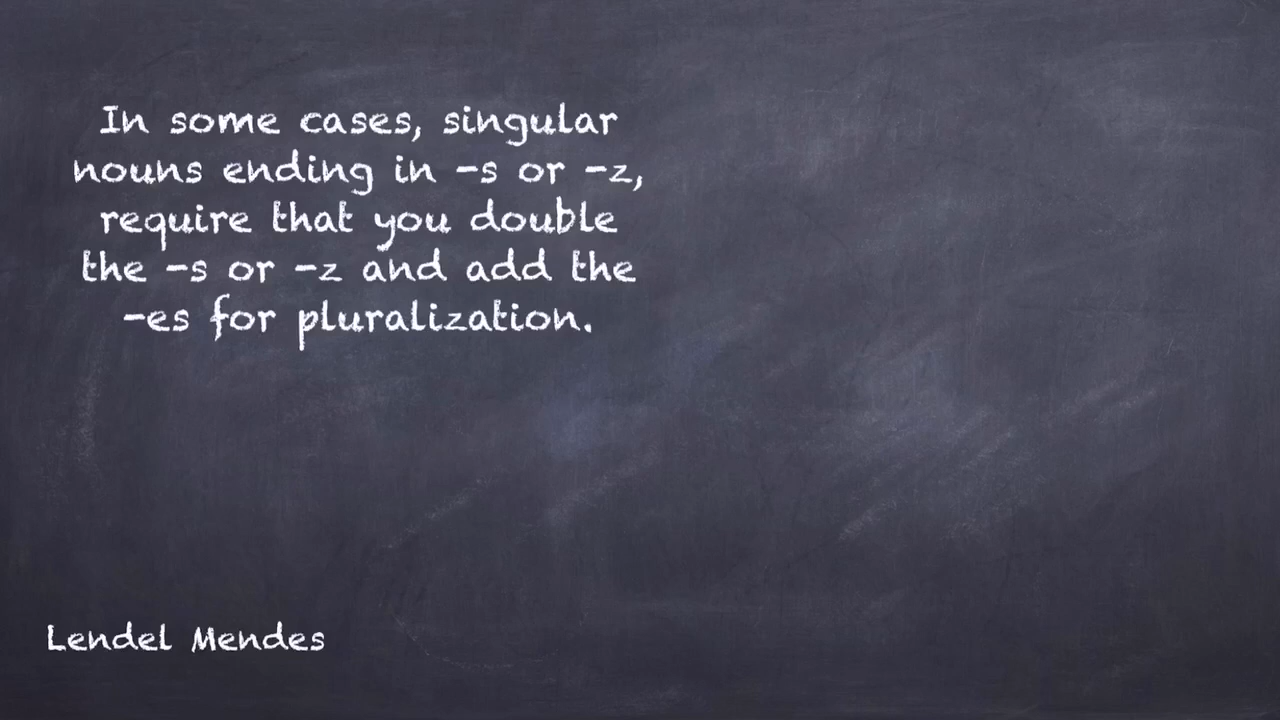 In some cases, singular
nouns ending in -s or -z,
require that you double
the -s or -z and add the
-es for pluralization.
Lendel Mendes